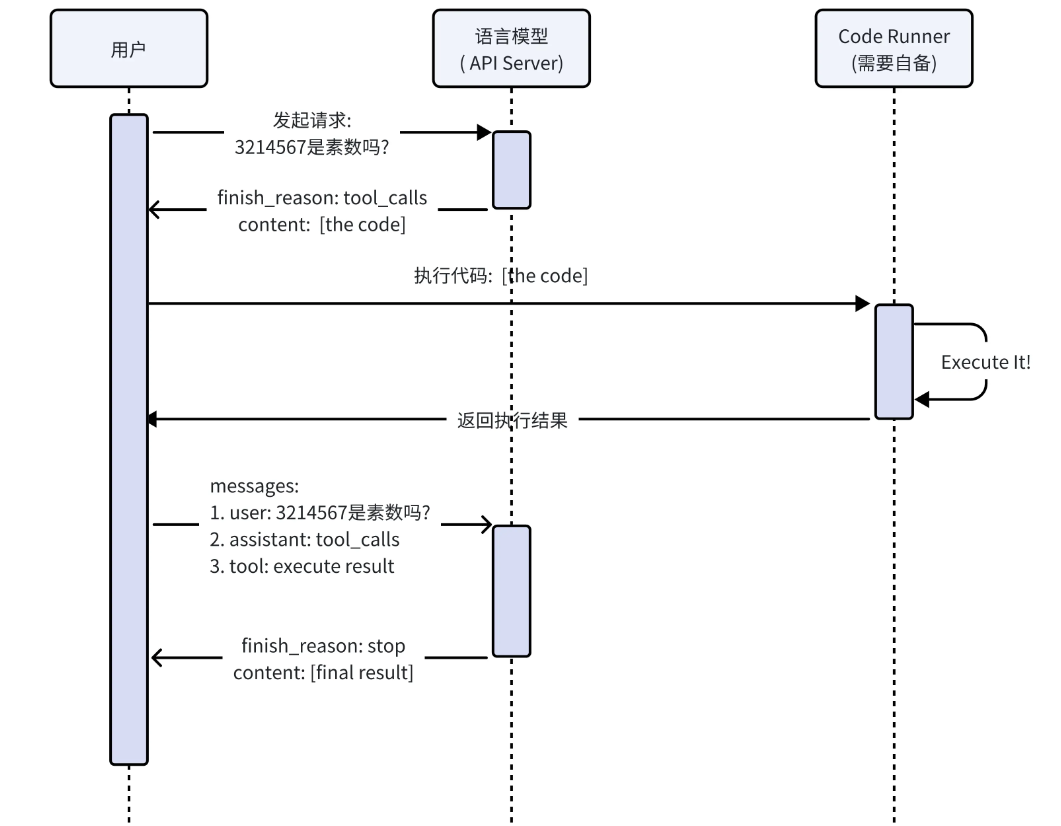 用户
语言模型
( API Server)
Code Runner
(需要自备)
发起请求:
3214567是素数吗?
finish_reason: tool_calls
content:  [the code]
执行代码:  [the code]
Execute It!
返回执行结果
messages:
1. user: 3214567是素数吗?
2. assistant: tool_calls
3. tool: execute result
finish_reason: stop
content: [final result]